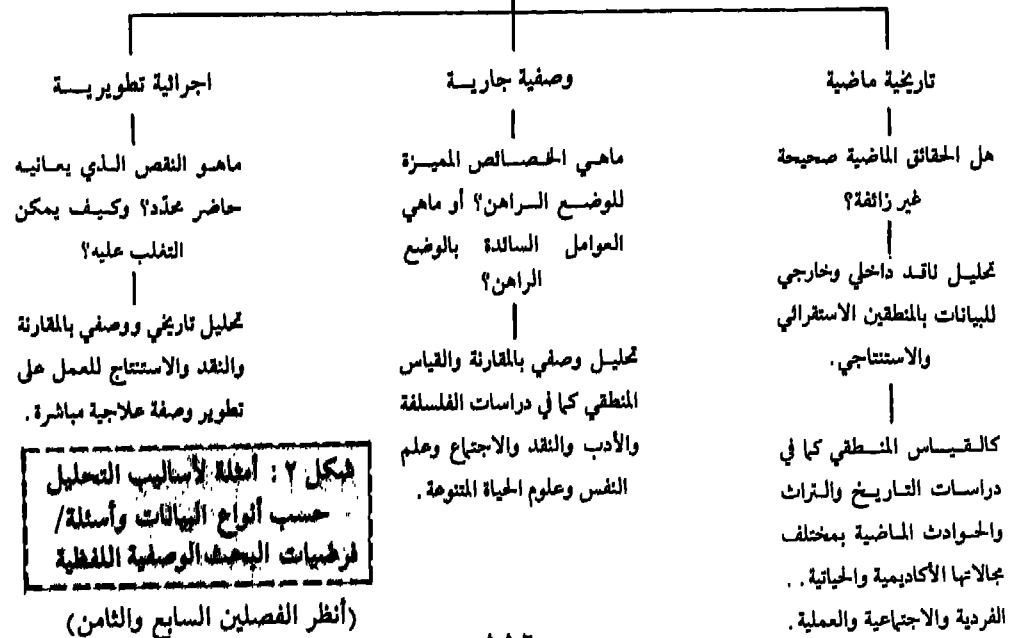 تاريخية ماضية
هل الحقائق الماضية صحيحة
غير زائفة؟
تحليل ناقد داخلي وخارجي
للبيانات بالمنطقين الاستقرائي
والاستنتاجي.
كالقياس المنطقي كما في
دراسات التاريخ والتراث
والحوادث الماضية بمختلف
مجالاتها الأكاديمية والحياتية . .
الفردية والاجتماعية والعملية .
وصفية جارية
ماهي الخصائص المميزة
للوضع الراهن؟ أو ماهي
العوامل السائدة بالوضع
الراهن؟
تحليل وصفي بالمقارنة والقياس
المنطقي كما في دراسات الفلسفة
والأدب والنقد والاجتماع وعلم
النفس وعلوم الحياة المتنوعة .
اجرائية تطويرية
ماهو النقص الذي يعانيه
حاضر محدّد؟ وكيف يمكن
التغلب عليه؟
تحليل تاريخي ووصفي بالمقارنة
والنقد والاستنتاج للعمل على
تطوير وصفة علاجية مباشرة .
شكل ٢ : أمثلة لأساليب التحليل
حسب أنواع البيانات وأسئلة/
فرضيات البحث الوصفية اللفظية
(أنظر الفصلين السابع والثامن)